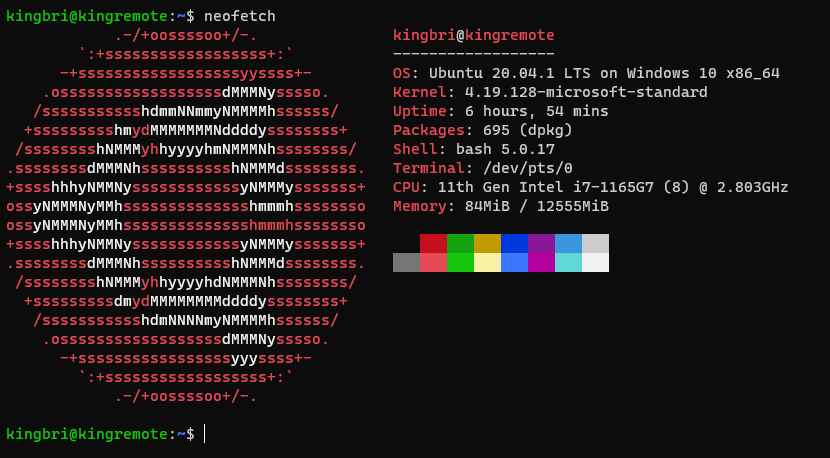 kingbri@kingremote:~$ neofetch
            .-/+oossssoo+/-.               kingbri@kingremote
        `:+ssssssssssssssssss+:`           ------------------
      -+ssssssssssssssssssyyssss+-         OS: Ubuntu 20.04.1 LTS on Windows 10 x86_64
    .ossssssssssssssssssdMMMNysssso.       Kernel: 4.19.128-microsoft-standard
   /ssssssssssshdmmNNmmyNMMMMhssssss/      Uptime: 6 hours, 54 mins
  +ssssssssshmydMMMMMMMNddddyssssssss+     Packages: 695 (dpkg)
 /sssssssshNMMMyhhyyyyhmNMMMNhssssssss/    Shell: bash 5.0.17
.ssssssssdMMMNhsssssssssshNMMMdssssssss.   Terminal: /dev/pts/0
+sssshhhyNMMNyssssssssssssyNMMMysssssss+   CPU: 11th Gen Intel i7-1165G7 (8) @ 2.803GHz
ossyNMMMNyMMhsssssssssssssshmmmhssssssso   Memory: 84MiB / 12555MiB
ossyNMMMNyMMhsssssssssssssshmmmhssssssso
+sssshhhyNMMNyssssssssssssyNMMMysssssss+
.ssssssssdMMMNhsssssssssshNMMMdssssssss.
 /sssssssshNMMMyhhyyyyhdNMMMNhssssssss/
  +sssssssssdmydMMMMMMMMddddyssssssss+
   /ssssssssssshdmNNNNmyNMMMMhssssss/
    .ossssssssssssssssssdMMMNysssso.
      -+sssssssssssssssssyyyssss+-
        `:+ssssssssssssssssss+:`
            .-/+oossssoo+/-.
kingbri@kingremote:~$